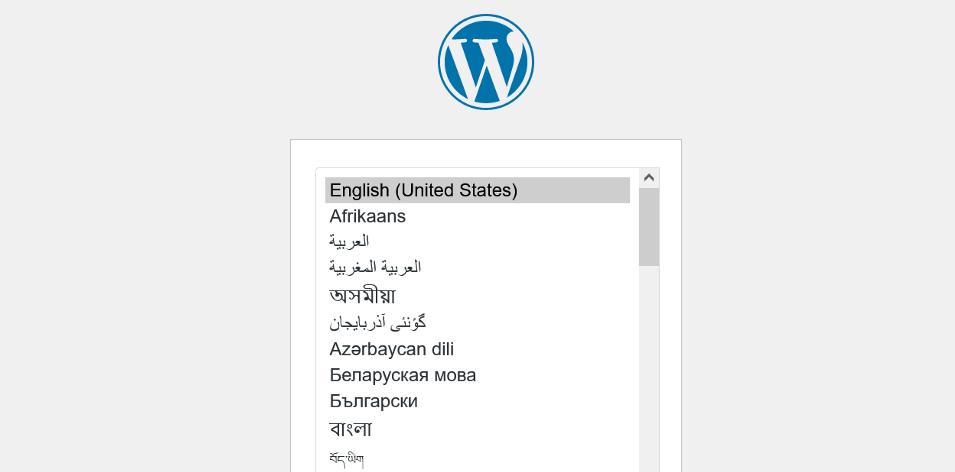 English (United States)
Afrikaans
العربية
العربية المغربية
অসমীয়া
گؤنئی آذربایجان
Azərbaycan dili
Беларуская мова
Български
বাংলা
བོད་ཡིག